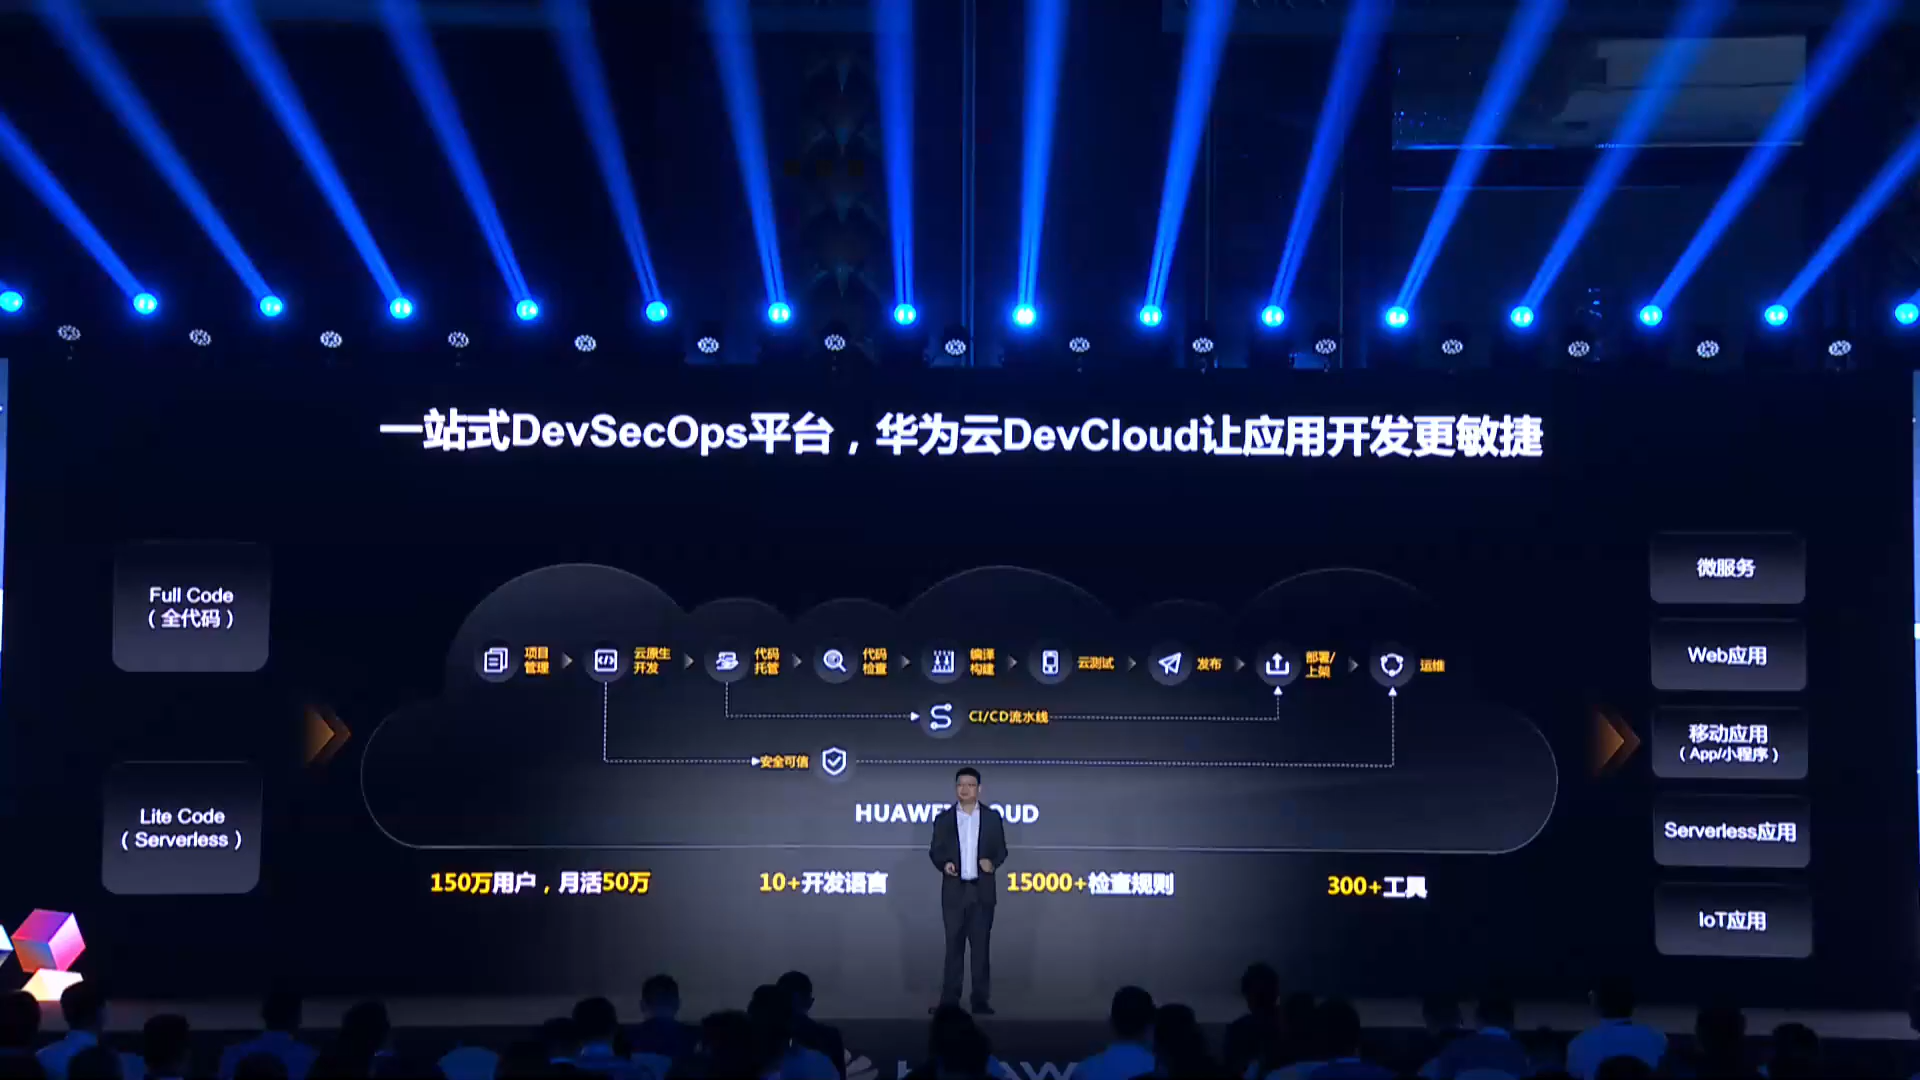 一站式DevSecOps平台，华为云DevCloud让应用开发更敏捷
Full Code
（全代码）
Lite Code
（Serverless）
项目
管理
云原生
开发
代码
托管
代码
检查
编译
构建
云测试
发布
部署/
上架
运维
CI/CD流水线
安全可信
150万用户，月活50万
10+开发语言
15000+检查规则
300+工具
微服务
Web应用
移动应用
（App/小程序）
Serverless应用
IoT应用